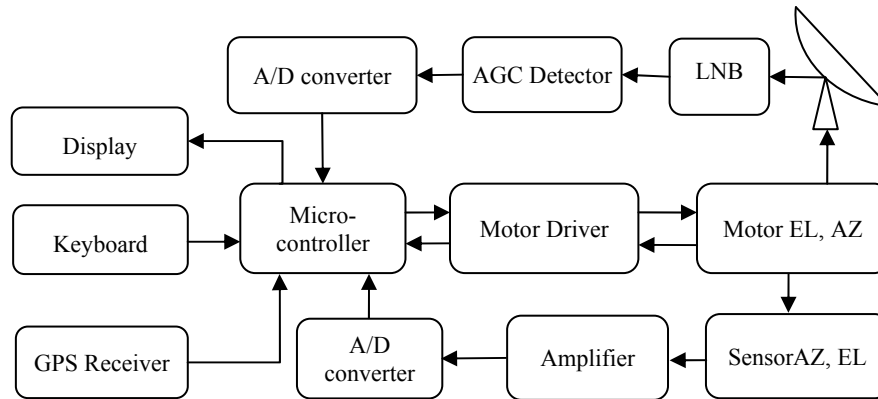 A/D converter
AGC Detector
LNB
Display
Keyboard
Micro-
controller
Motor Driver
Motor EL, AZ
GPS Receiver
A/D
converter
Amplifier
SensorAZ, EL